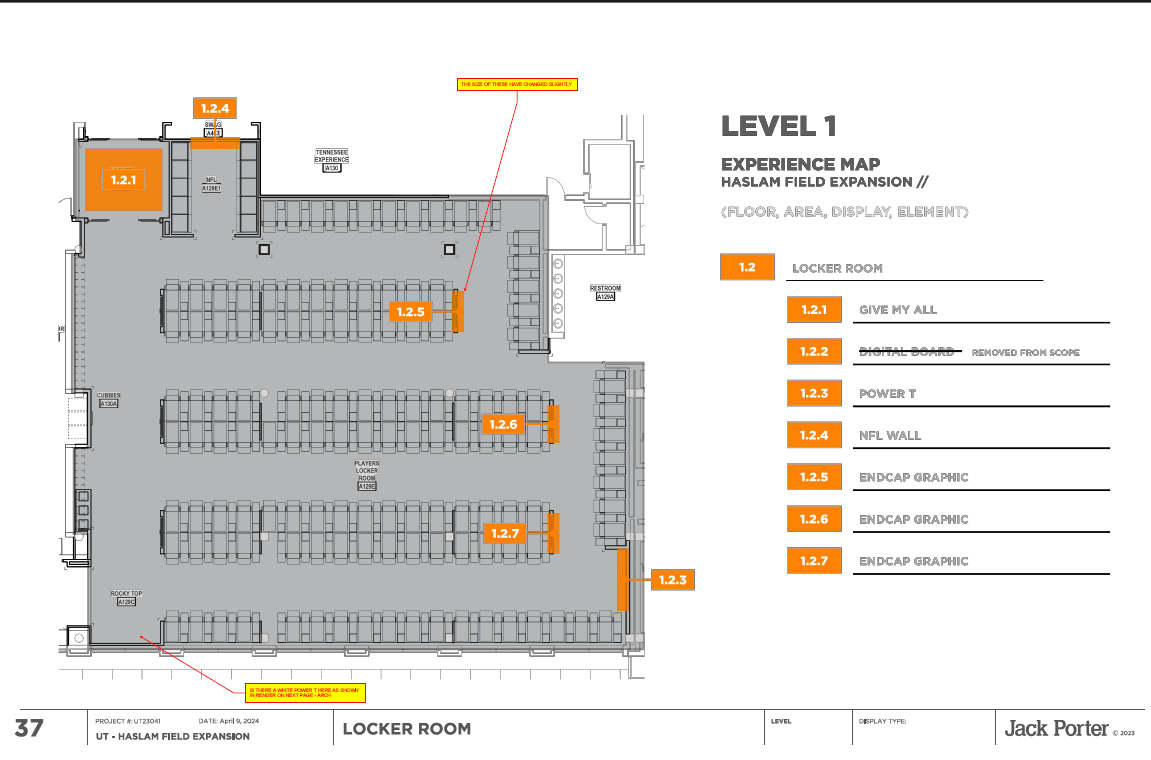 THE SIZE OF THESE HAVE CHANGED SLIGHTLY
1.2.4
SWAG
TENNESSEE
EXPERIENCE
A130
1.2.1
NFL
A129E1
1.2.5
RESTROOM
A129A
CUBBIES
A130A
1.2.6
PLAYERS
LOCKER
ROOM
A129E
1.2.7
1.2.3
ROCKY TOP
A129C
IS THERE A WHITE POWER T HERE AS SHOWN
IN RENDER ON NEXT PAGE - ARCH
LEVEL 1
EXPERIENCE MAP
HASLAM FIELD EXPANSION //
(FLOOR, AREA, DISPLAY, ELEMENT)
1.2 LOCKER ROOM
1.2.1 GIVE MY ALL
1.2.2 DIGITAL BOARD REMOVED FROM SCOPE
1.2.3 POWER T
1.2.4 NFL WALL
1.2.5 ENDCAP GRAPHIC
1.2.6 ENDCAP GRAPHIC
1.2.7 ENDCAP GRAPHIC
37
PROJECT #: UT23041 DATE: April 9, 2024
UT - HASLAM FIELD EXPANSION
LOCKER ROOM
LEVEL
DISPLAY TYPE:
Jack Porter © 2023